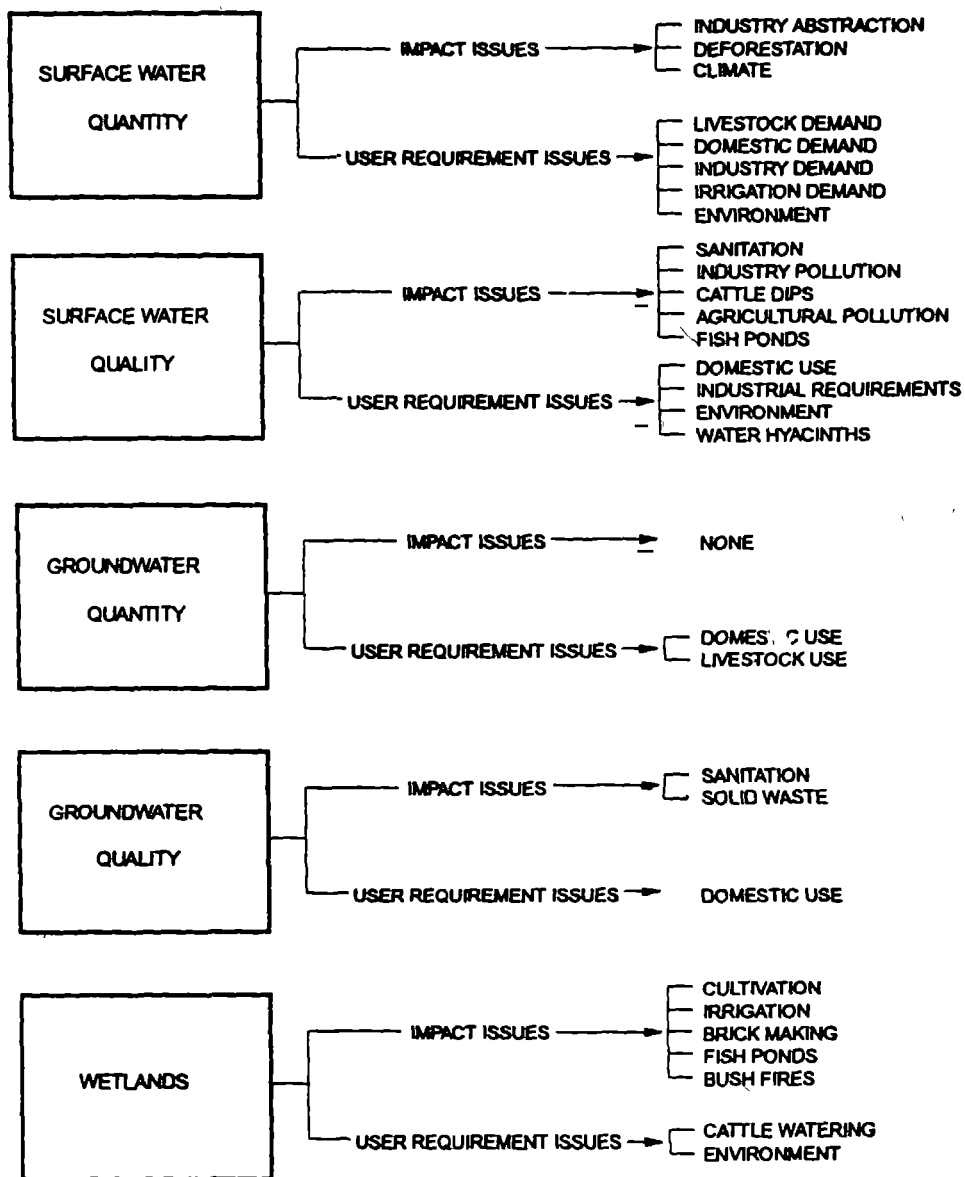 SURFACE WATER
QUANTITY
IMPACT ISSUES
INDUSTRY ABSTRACTION
DEFORESTATION
CLIMATE
USER REQUIREMENT ISSUES
LIVESTOCK DEMAND
DOMESTIC DEMAND
INDUSTRY DEMAND
IRRIGATION DEMAND
ENVIRONMENT
SURFACE WATER
QUALITY
IMPACT ISSUES
SANITATION
INDUSTRY POLLUTION
CATTLE DIPS
AGRICULTURAL POLLUTION
FISH PONDS
USER REQUIREMENT ISSUES
DOMESTIC USE
INDUSTRIAL REQUIREMENTS
ENVIRONMENT
WATER HYACINTHS
GROUNDWATER
QUANTITY
IMPACT ISSUES
NONE
USER REQUIREMENT ISSUES
USE
LIVESTOCK USE
GROUNDWATER
QUALITY
IMPACT ISSUES
SANITATION
SOLID WASTE
USER REQUIREMENT ISSUES
DOMESTIC USE
WETLANDS
IMPACT ISSUES
CULTIVATION
IRRIGATION
BRICK MAKING
FISH PONDS
BUSH FIRES
USER REQUIREMENT ISSUES
CATTLE WATERING
ENVIRONMENT